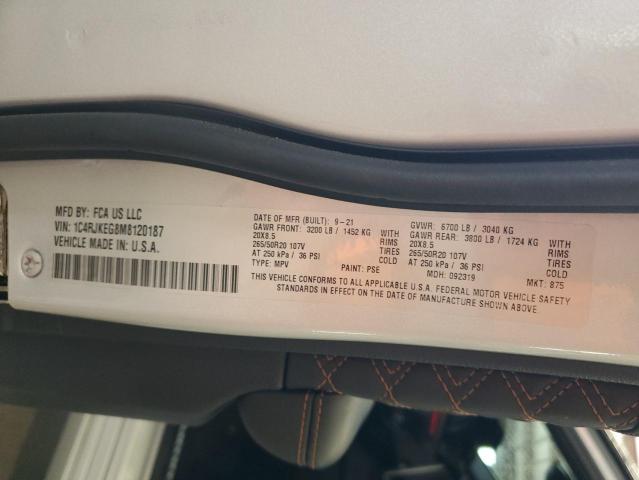 MFD BY: FCA US LLC
VIN: 1C4RJKEG8M8120187
VEHICLE MADE IN: U.S.A.
DATE OF MFR (BUILT): 9-21
GAWR FRONT: 3200 LB / 1452 KG WITH
20X8.5 RIMS
265/50R20 107V TIRES
AT 250 kPa / 36 PSI COLD
TYPE: MPV PAINT: PSE
GVWR: 6700 LB / 3040 KG
GAWR REAR: 3800 LB / 1724 KG WITH
20X8.5 RIMS
265/50R20 107V TIRES
AT 250 kPa / 36 PSI COLD
MDH: 092319 MKT: 875
THIS VEHICLE CONFORMS TO ALL APPLICABLE U.S.A. FEDERAL MOTOR VEHICLE SAFETY
STANDARDS IN EFFECT ON THE DATE OF MANUFACTURE SHOWN ABOVE.